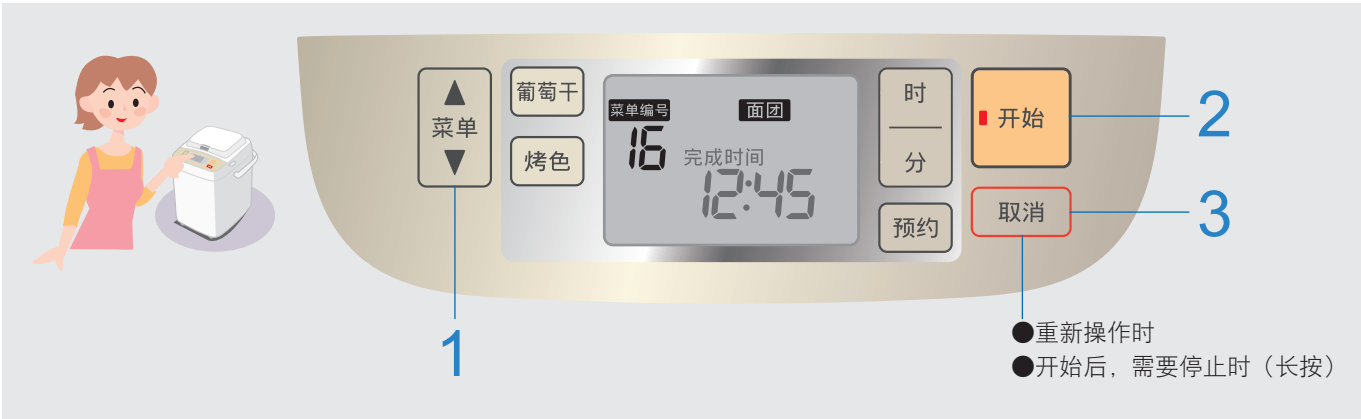 ▲
菜单
▼
葡萄干
烤色
菜单编号
面团
16
完成时间
12:45
时
分
预约
开始
取消
1
2
3
●重新操作时
●开始后，需要停止时（长按）